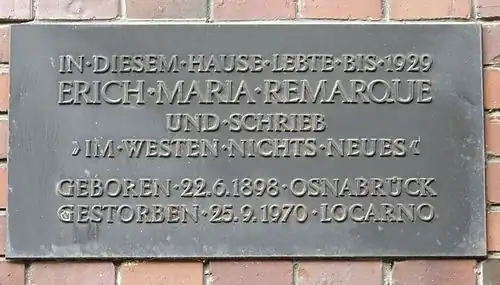 IN·DIESEM·HAUSE·LEBTE·BIS·1929
ERICH·MARIA·REMARQUE
UND·SCHRIEB
»IM·WESTEN·NICHTS·NEUES«
GEBOREN·22.6.1898·OSNABRÜCK
GESTORBEN·25.9.1970·LOCARNO